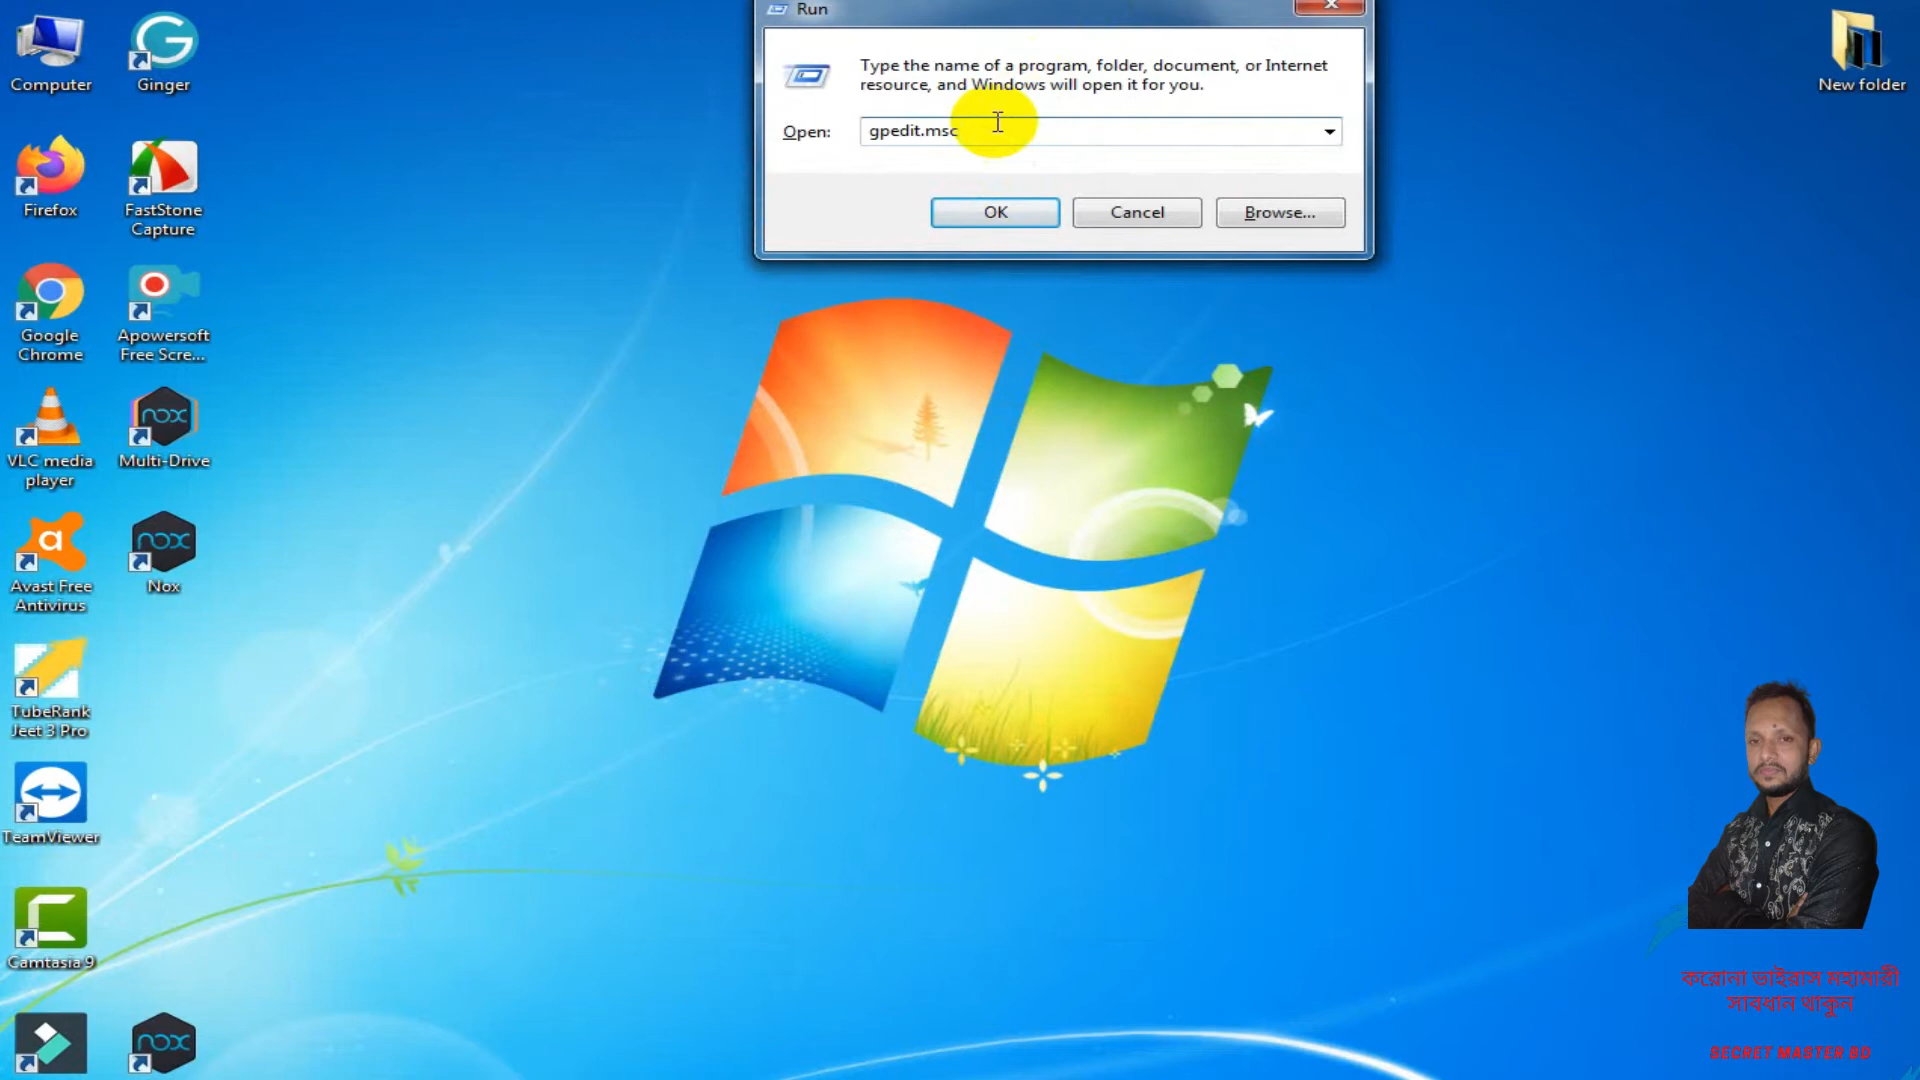 Run
Type the name of a program, folder, document, or Internet
resource, and Windows will open it for you.
Open:
gpedit.msc
OK
Cancel
Browse...
Computer
Ginger
New folder
Firefox
FastStone
Capture
Google
Chrome
Apowersoft
Free Scre...
VLC media
player
nox
Multi-Drive
Avast Free
Antivirus
nox
Nox
TubeRank
Jeet 3 Pro
TeamViewer
Camtasia 9
nox
করোনা ভাইরাস মহামারী
সাবধান থাকুন
SECRET MASTER BD